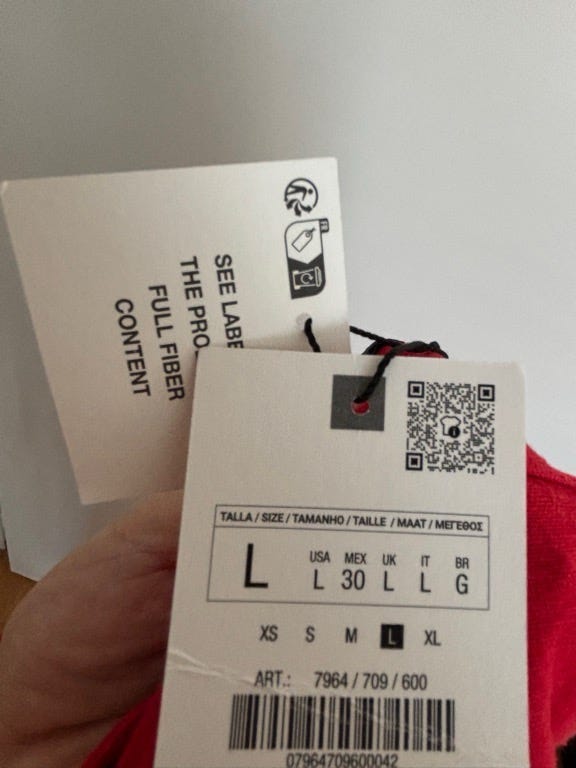 SEE LABE
THE PRO
FULL FIBER
CONTENT
FR
TALLA / SIZE / TAMANHO / TAILLE / MAAT / ΜΕΓΕΘΟΣ
L
USA MEX UK IT BR
L 30 L L G
XS S M L XL
ART.: 7964 / 709 / 600
07964709600042